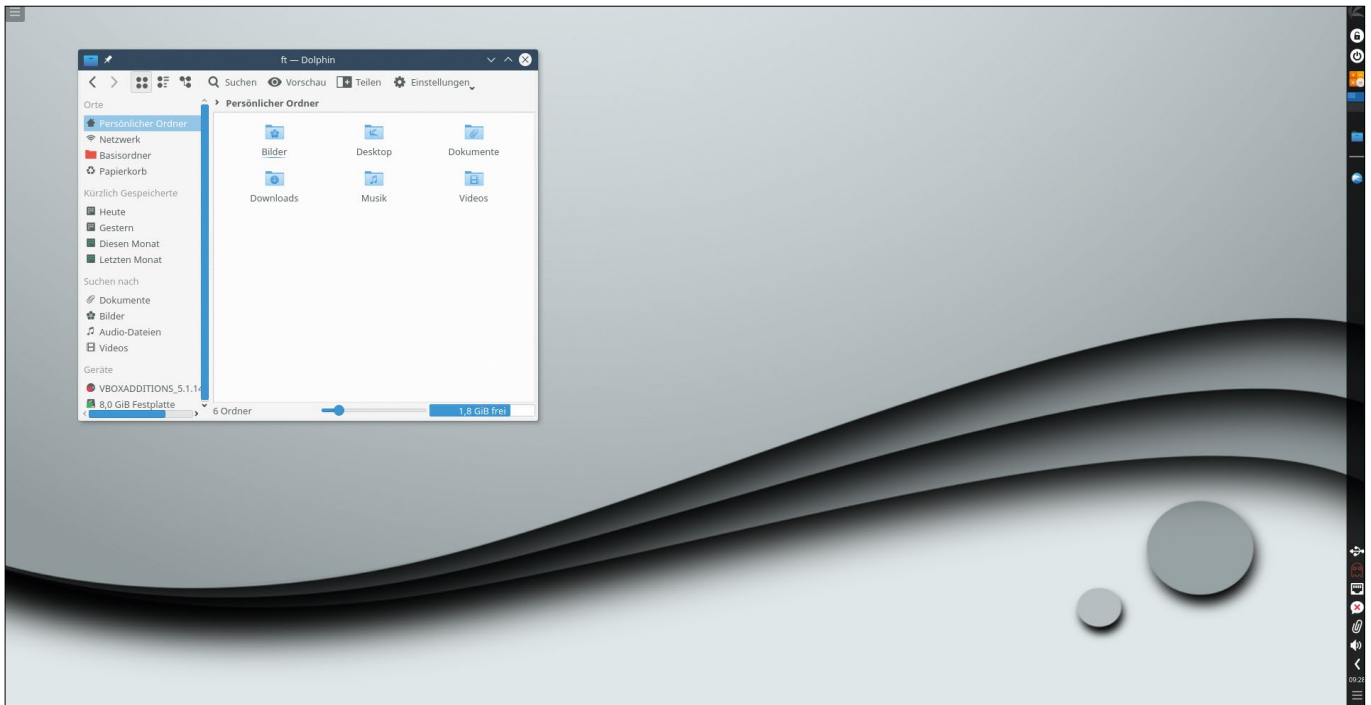 ft — Dolphin
Suchen Vorschau Teilen Einstellungen
Orte
Persönlicher Ordner
Netzwerk
Basisordner
Papierkorb
Kürzlich Gespeicherte
Heute
Gestern
Diesen Monat
Letzten Monat
Suchen nach
Dokumente
Bilder
Audio-Dateien
Videos
Geräte
VBOXADDITIONS_5.1.14
8,0 GiB Festplatte
Persönlicher Ordner
Bilder Desktop Dokumente
Downloads Musik Videos
6 Ordner 1,8 GiB frei
09:28